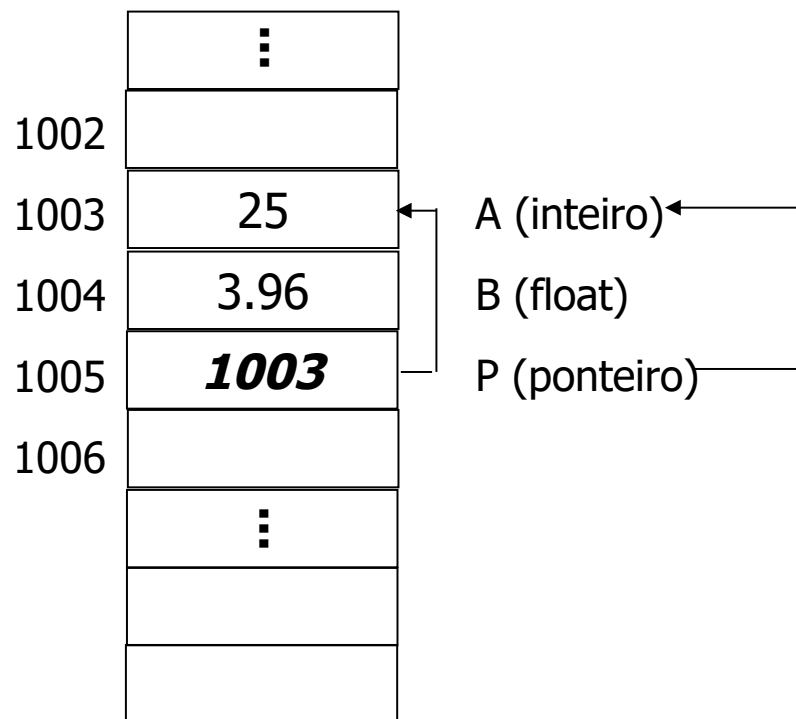 ⋮
1002
1003 25 A (inteiro)
1004 3.96 B (float)
1005 1003 P (ponteiro)
1006
⋮